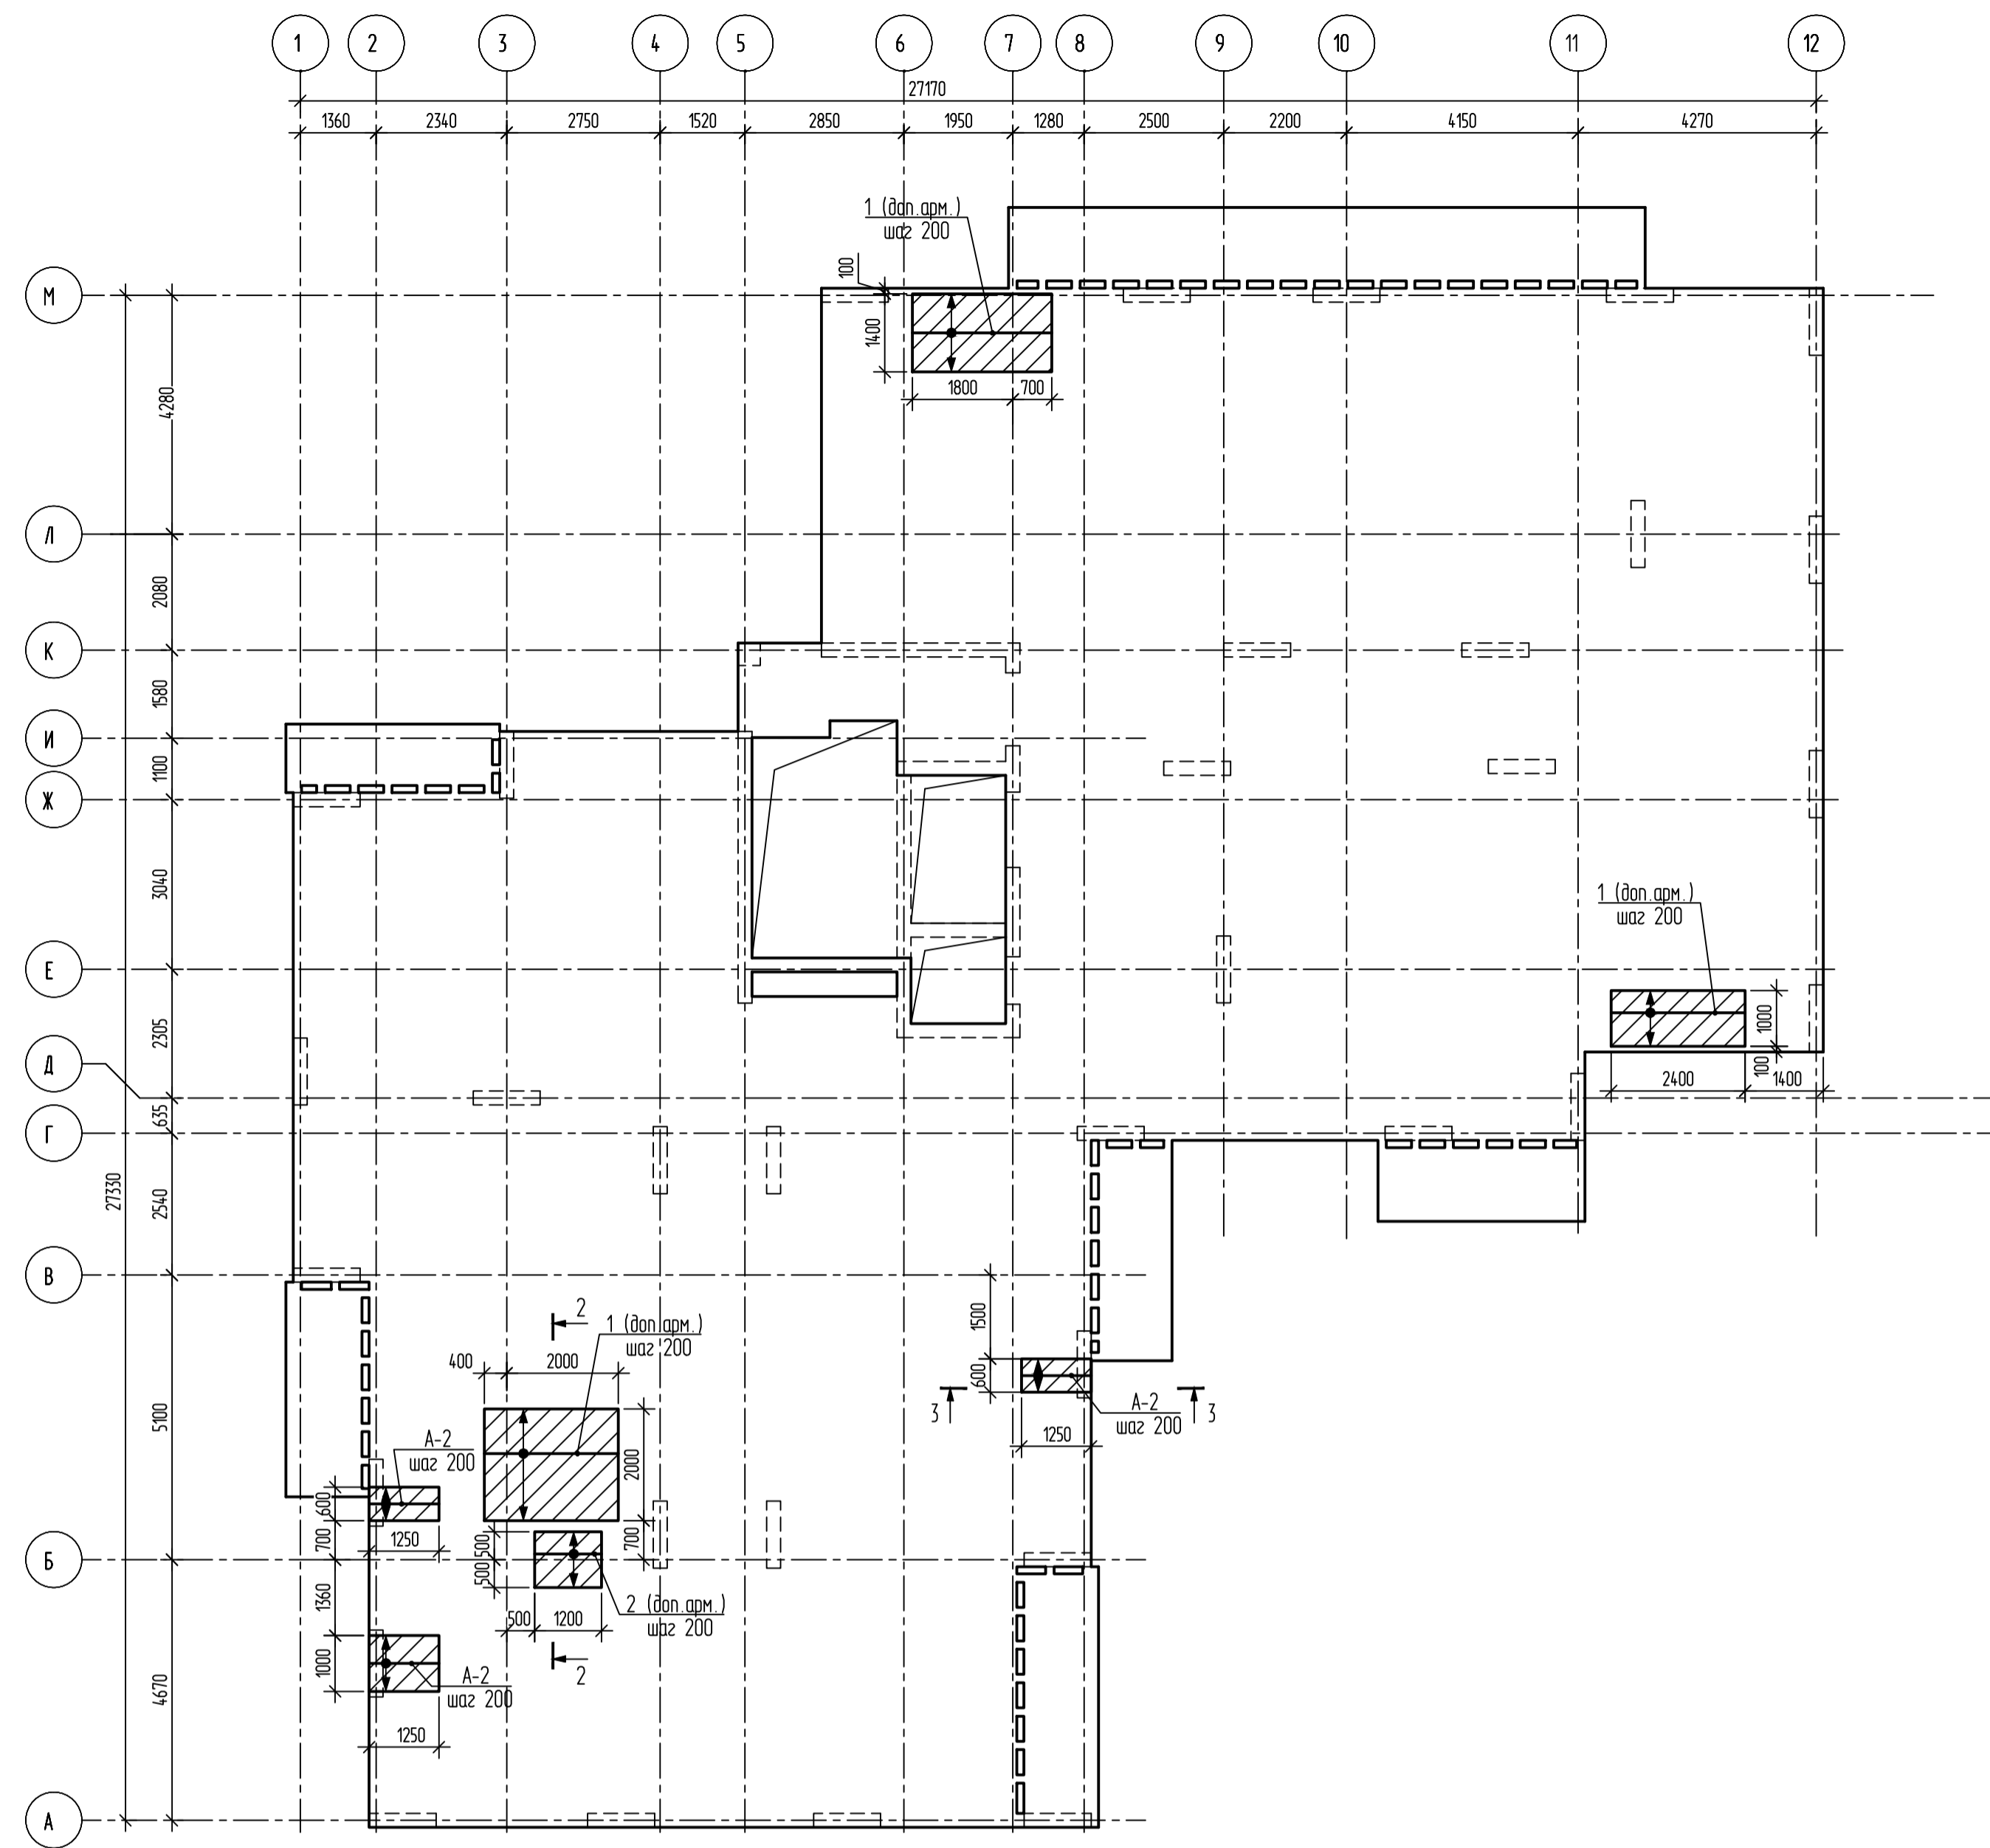 1 2 3 4 5 6 7 8 9 10 11 12
27170
1360 2340 2750 1520 2850 1950 1280 2500 2200 4150 4270
1 (доп.арм.)
шаг 200
100
М
1400
1800 700
4280
Л
2080
К
1580
И
1100
Ж
3040
1 (доп.арм.)
шаг 200
Е
1000
2305
100
Д
2400 1400
635
Г
27330
2540
В
2
1 (доп.арм.)
шаг 200
1500
400 2000
600
3
А-2
шаг 200
3
1250
5100
А-2
шаг 200
2000
600
700
1250
500
700
Б
500
1360
2 (доп.арм.)
шаг 200
500 1200
1000
2
А-2
шаг 200
4670
1250
А